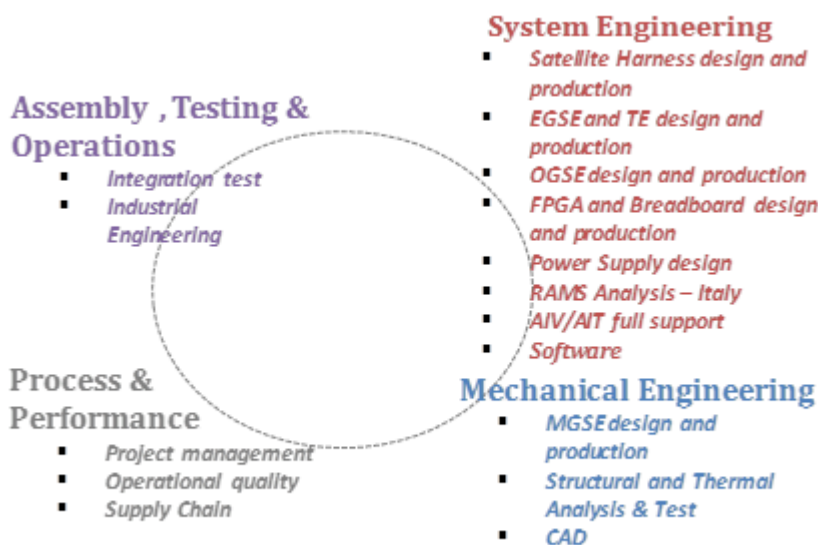 System Engineering
▪ Satellite Harness design and
production
▪ EGSE and TE design and
production
▪ OGSE design and production
▪ FPGA and Breadboard design
and production
▪ Power Supply design
▪ RAMS Analysis – Italy
▪ AIV/AIT full support
▪ Software
Assembly , Testing &
Operations
▪ Integration test
▪ Industrial
Engineering
Process &
Performance
▪ Project management
▪ Operational quality
▪ Supply Chain
Mechanical Engineering
▪ MGSE design and
production
▪ Structural and Thermal
Analysis & Test
▪ CAD